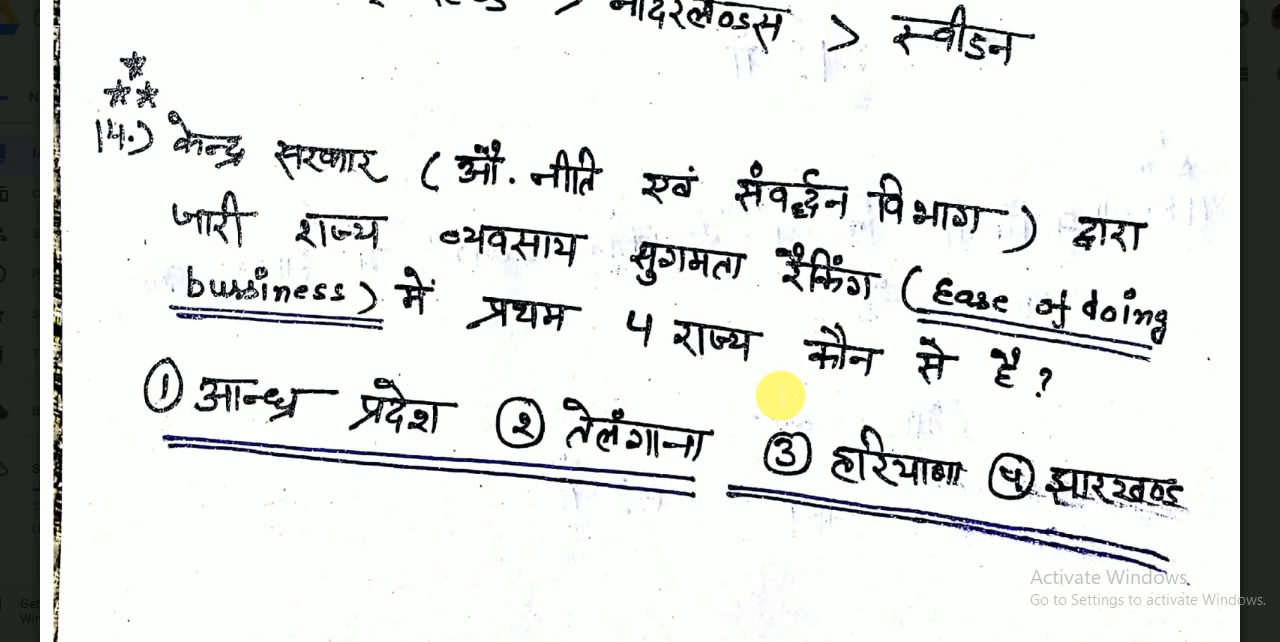 > नीदरलैण्डस > स्वीडन
14.) केन्द्र सरकार (औ. नीति एवं संवर्द्धन विभाग) द्वारा
जारी राज्य व्यवसाय सुगमता रैंकिंग (Ease of doing
bussiness) में प्रथम 4 राज्य कौन से है?
① आन्ध्र प्रदेश ② तेलंगाना ③ हरियाणा ④ झारखण्ड
Activate Windows
Go to Settings to activate Windows.